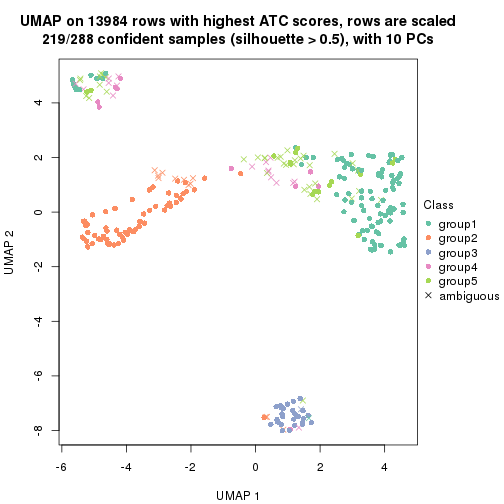 UMAP on 13984 rows with highest ATC scores, rows are scaled
219/288 confident samples (silhouette > 0.5), with 10 PCs
4
2
0
-2
-4
-6
-8
UMAP 2
-6
-4
-2
0
2
4
UMAP 1
Class
group1
group2
group3
group4
group5
ambiguous